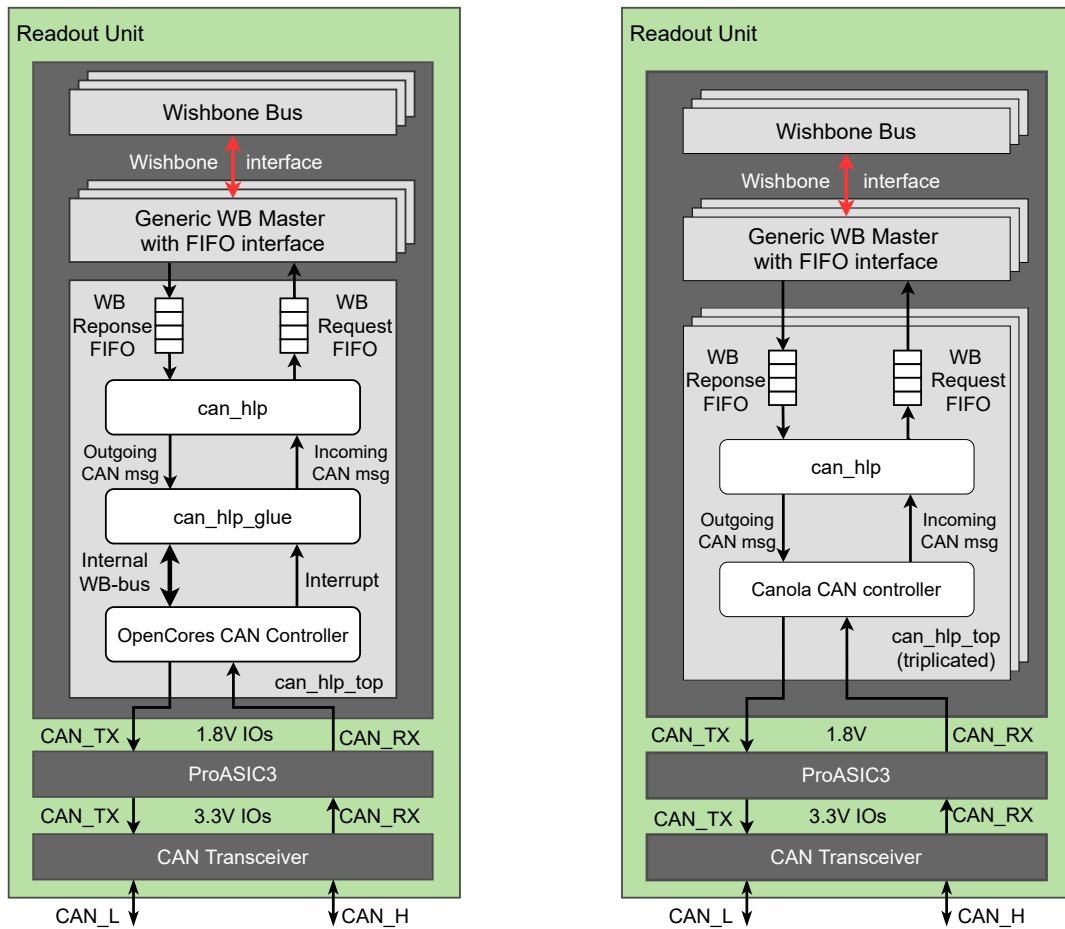 Readout Unit
Wishbone Bus
Wishbone interface
Generic WB Master
with FIFO interface
WB
Reponse
FIFO
WB
Request
FIFO
can_hlp
Outgoing
CAN msg
Incoming
CAN msg
can_hlp_glue
Internal
WB-bus
Interrupt
OpenCores CAN Controller
can_hlp_top
CAN_TX
1.8V IOs
CAN_RX
ProASIC3
CAN_TX
3.3V IOs
CAN_RX
CAN Transceiver
CAN_L
CAN_H
Readout Unit
Wishbone Bus
Wishbone interface
Generic WB Master
with FIFO interface
WB
Reponse
FIFO
WB
Request
FIFO
can_hlp
Outgoing
CAN msg
Incoming
CAN msg
Canola CAN controller
can_hlp_top
(triplicated)
CAN_TX
1.8V
CAN_RX
ProASIC3
CAN_TX
3.3V IOs
CAN_RX
CAN Transceiver
CAN_L
CAN_H